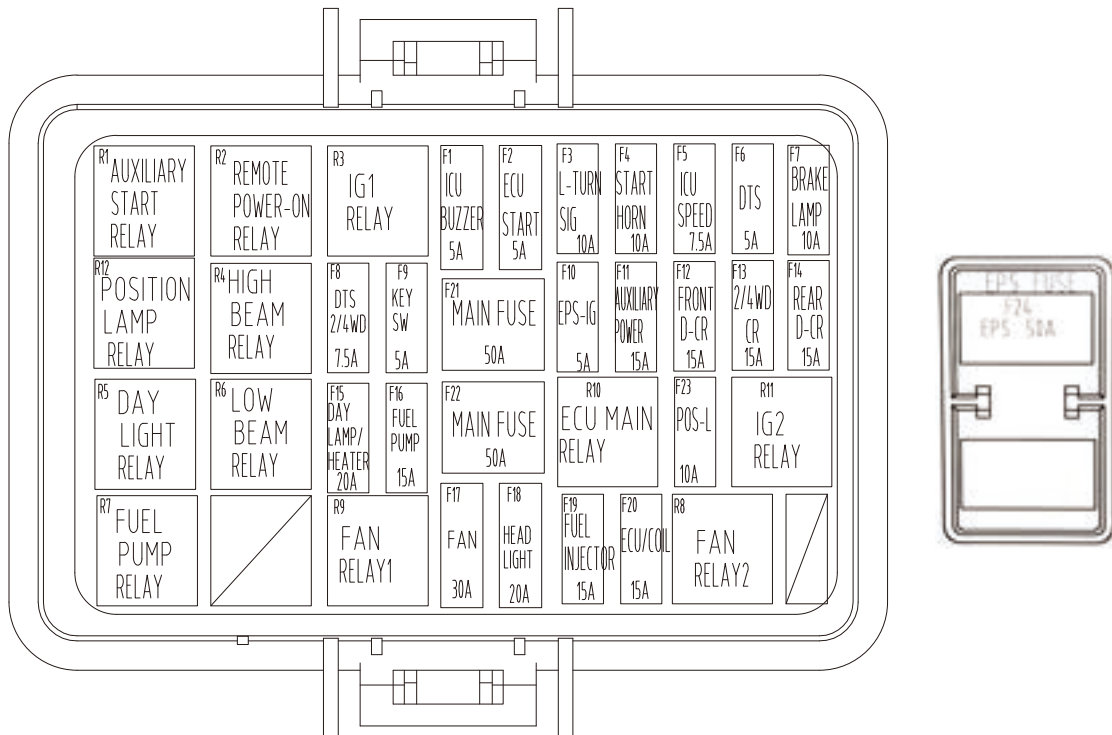 R1
AUXILIARY
START
RELAY
R2
REMOTE
POWER-ON
RELAY
R3
IG1
RELAY
F1
ICU
BUZZER
5A
F2
ECU
START
5A
F3
L-TURN
SIG
10A
F4
START
HORN
10A
F5
ICU
SPEED
7.5A
F6
DTS
5A
F7
BRAKE
LAMP
10A
R12
POSITION
LAMP
RELAY
R4
HIGH
BEAM
RELAY
F8
DTS
2/4WD
7.5A
F9
KEY
SW
5A
F21
MAIN FUSE
50A
F10
EPS-IG
5A
F11
AUXILIARY
POWER
15A
F12
FRONT
D-CR
15A
F13
2/4WD
CR
15A
F14
REAR
D-CR
15A
R5
DAY
LIGHT
RELAY
R6
LOW
BEAM
RELAY
F15
DAY
LAMP/
HEATER
20A
F16
FUEL
PUMP
15A
F22
MAIN FUSE
50A
R10
ECU MAIN
RELAY
F23
POS-L
10A
R11
IG2
RELAY
R7
FUEL
PUMP
RELAY
R9
FAN
RELAY1
F17
FAN
30A
F18
HEAD
LIGHT
20A
F19
FUEL
INJECTOR
15A
F20
ECU/COIL
15A
R8
FAN
RELAY2
EPS FUSE
F24
EPS 50A